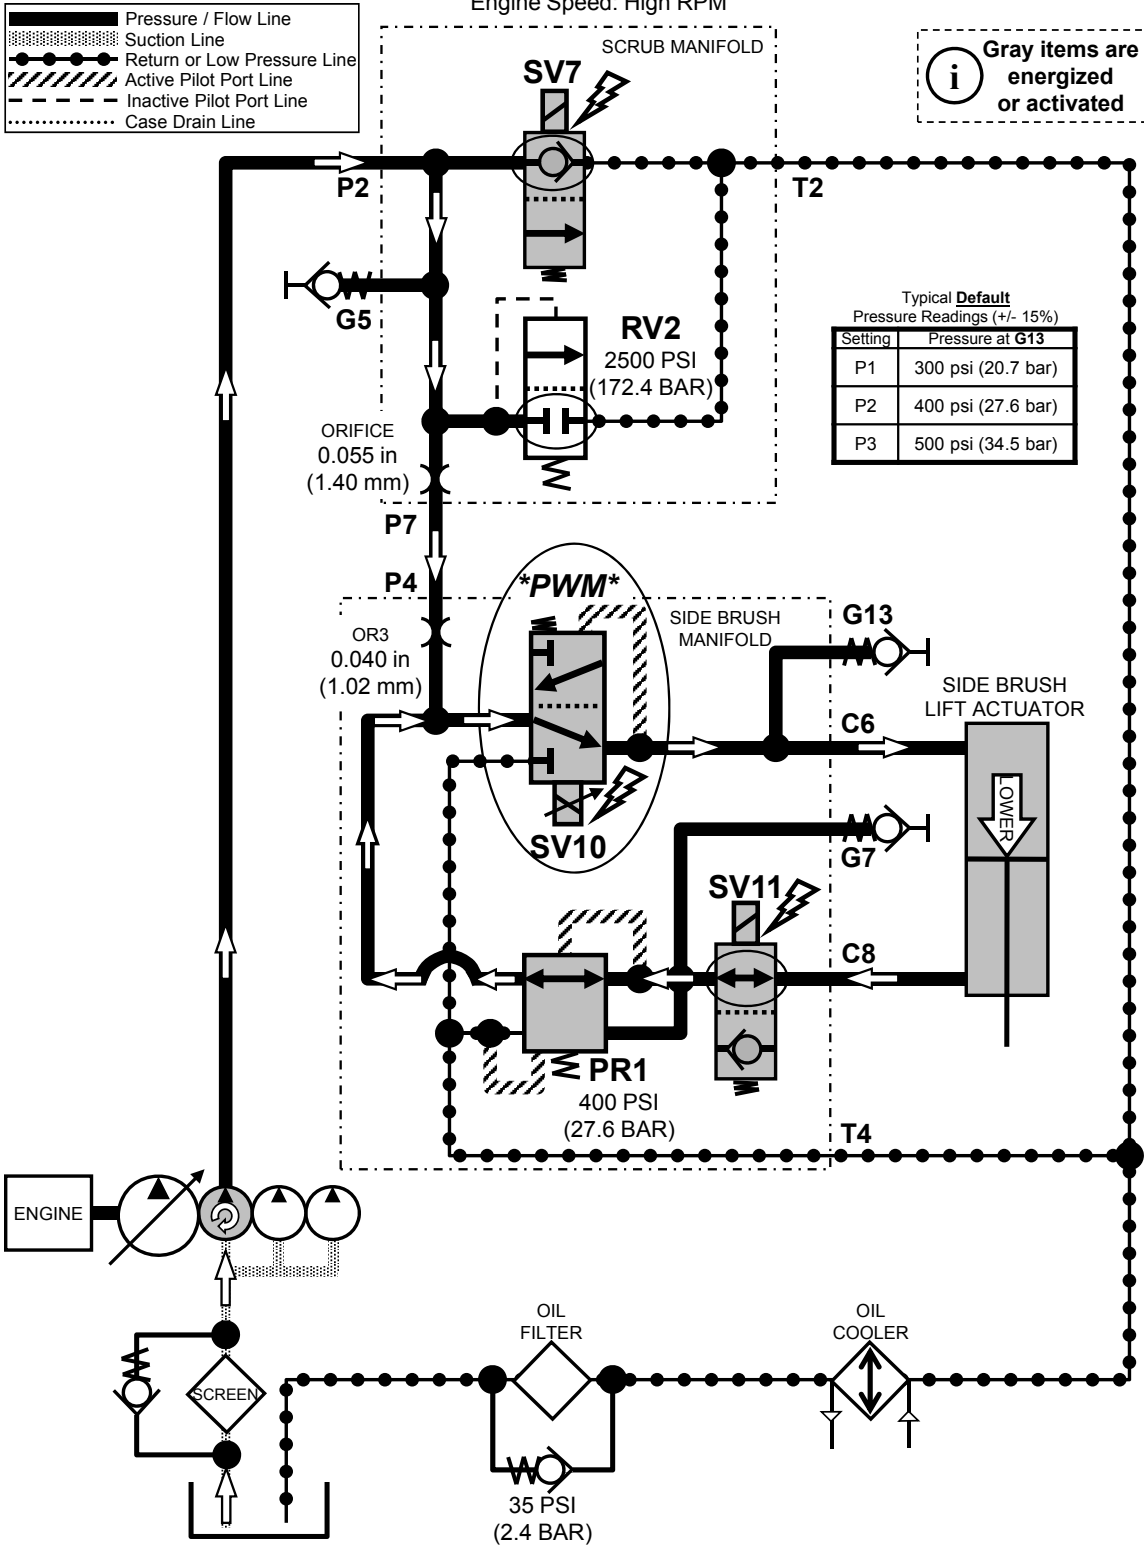 Engine Speed: High RPM
Pressure / Flow Line
Suction Line
Return or Low Pressure Line
Active Pilot Port Line
Inactive Pilot Port Line
Case Drain Line
SCRUB MANIFOLD
SV7
i
Gray items are
energized
or activated
P2
T2
G5
RV2
2500 PSI
(172.4 BAR)
Typical Default
Pressure Readings (+/- 15%)
Setting Pressure at G13
P1 300 psi (20.7 bar)
P2 400 psi (27.6 bar)
P3 500 psi (34.5 bar)
ORIFICE
0.055 in
(1.40 mm)
P7
P4
*PWM*
SIDE BRUSH
MANIFOLD
G13
OR3
0.040 in
(1.02 mm)
SIDE BRUSH
LIFT ACTUATOR
C6
LOWER
SV10
G7
SV11
C8
PR1
400 PSI
(27.6 BAR)
T4
ENGINE
OIL
FILTER
OIL
COOLER
SCREEN
35 PSI
(2.4 BAR)